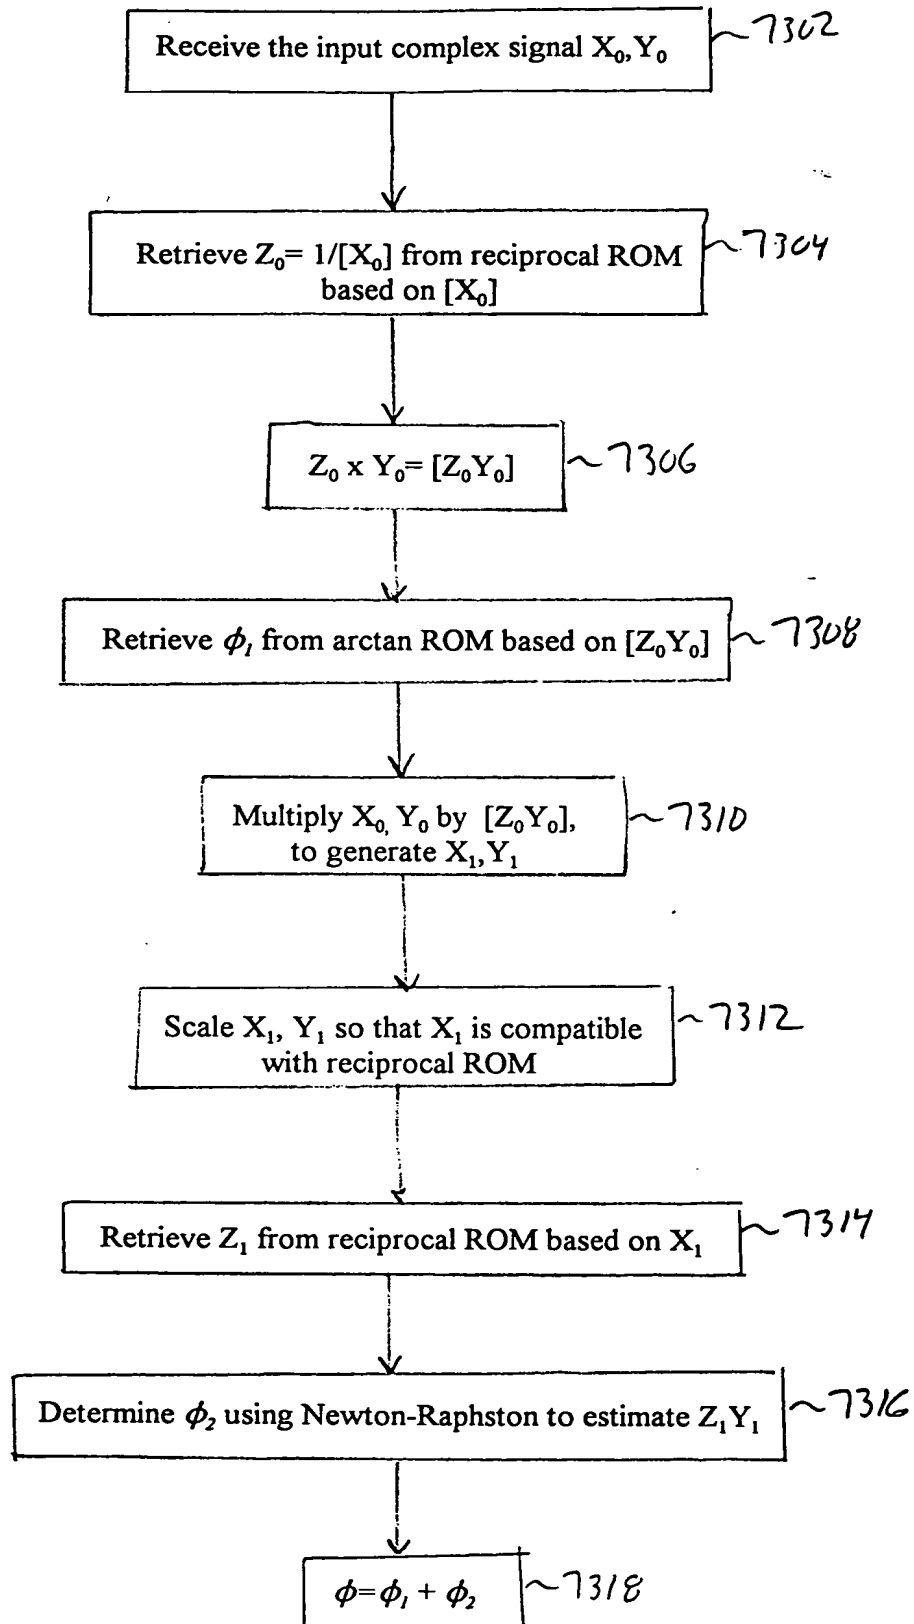 Receive the input complex signal X₀, Y₀
~7302
Retrieve Z₀= 1/[X₀] from reciprocal ROM
based on [X₀]
~7304
Z₀ x Y₀= [Z₀Y₀]
~7306
Retrieve ϕ₁ from arctan ROM based on [Z₀Y₀]
~7308
Multiply X₀, Y₀ by [Z₀Y₀],
to generate X₁, Y₁
~7310
Scale X₁, Y₁ so that X₁ is compatible
with reciprocal ROM
~7312
Retrieve Z₁ from reciprocal ROM based on X₁
~7314
Determine ϕ₂ using Newton-Raphston to estimate Z₁Y₁
~7316
ϕ=ϕ₁ + ϕ₂
~7318